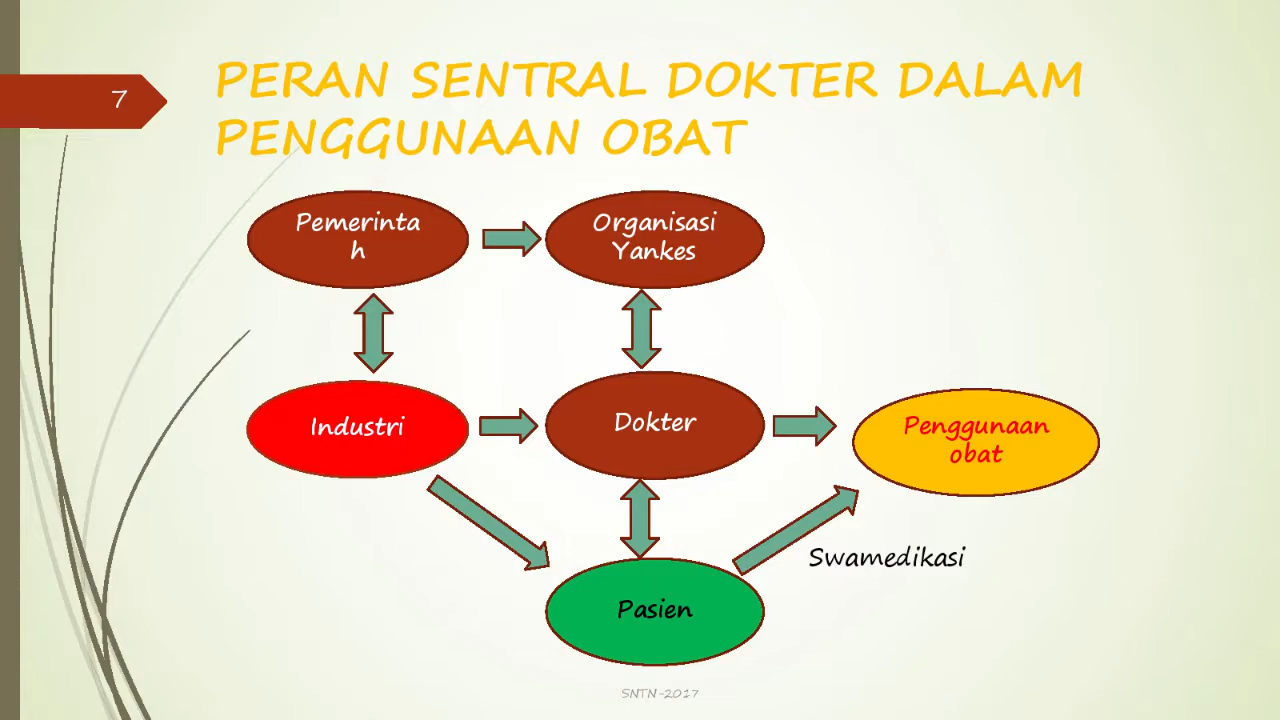 7
PERAN SENTRAL DOKTER DALAM
PENGGUNAAN OBAT
Pemerinta
h
Organisasi
Yankes
Industri
Dokter
Penggunaan
obat
Swamedikasi
Pasien
SNTN-2017